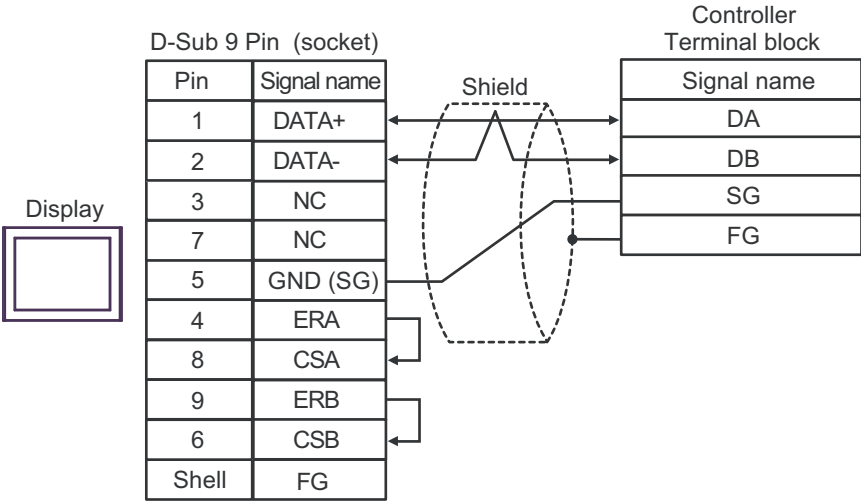 Controller
Terminal block
D-Sub 9 Pin (socket)
Pin Signal name
Shield
Signal name
1 DATA+
DA
2 DATA-
DB
3 NC
SG
Display
7 NC
FG
5 GND (SG)
4 ERA
8 CSA
9 ERB
6 CSB
Shell FG